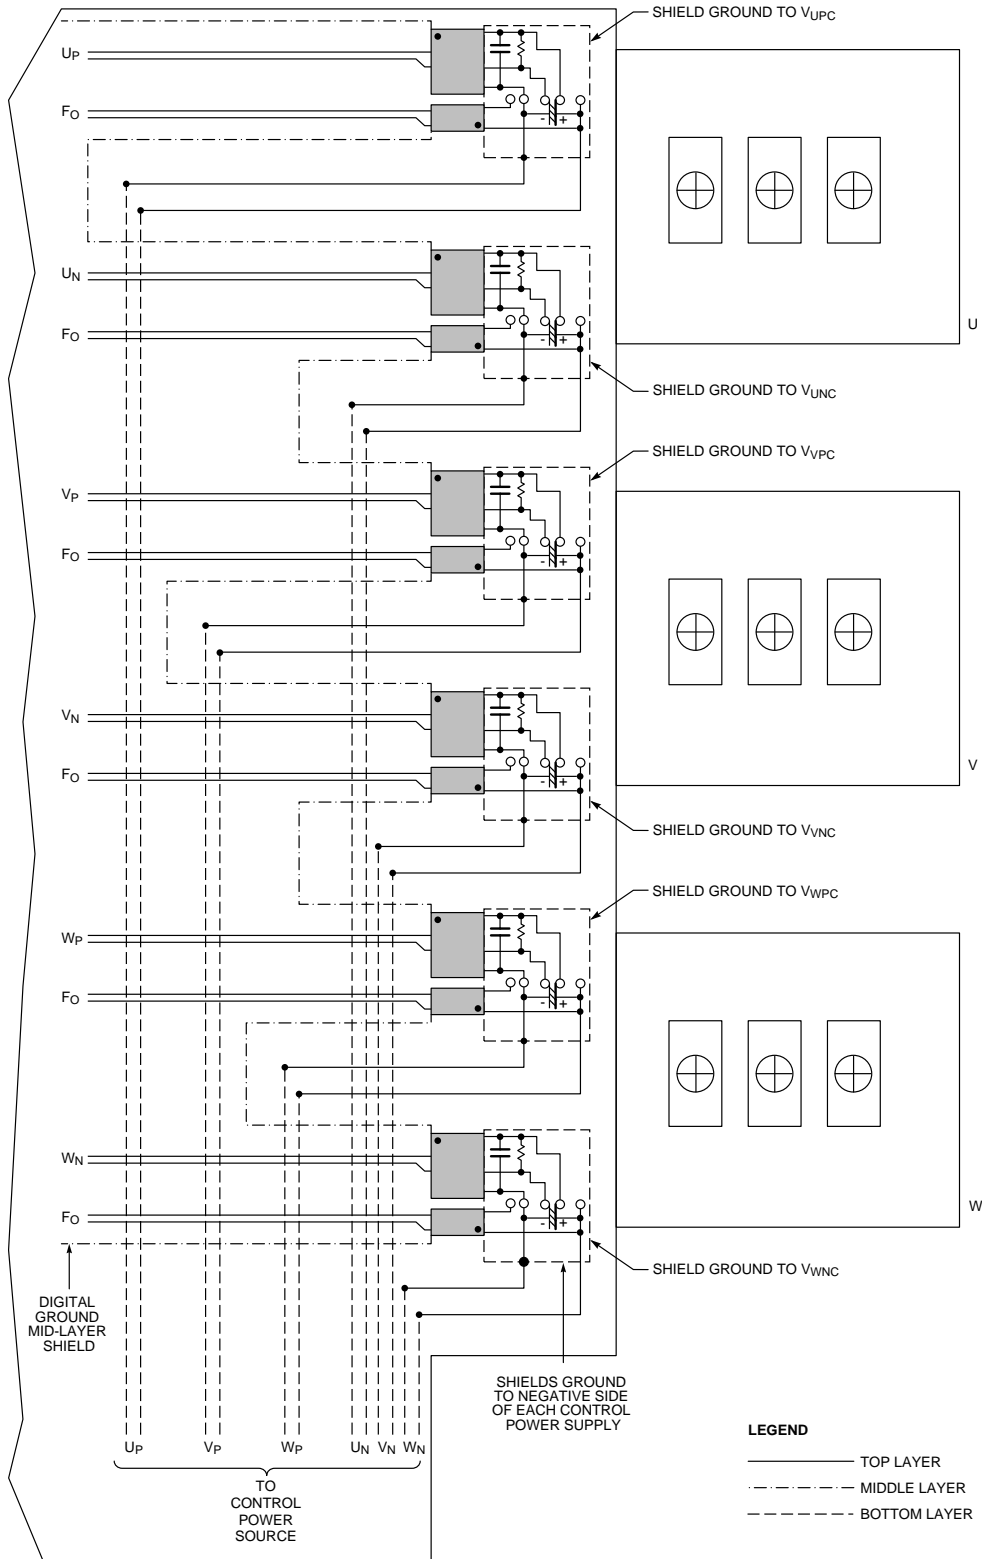 SHIELD GROUND TO VUPC
UP
FO
UN
FO
U
SHIELD GROUND TO VUNC
SHIELD GROUND TO VVPC
VP
FO
VN
FO
V
SHIELD GROUND TO VVNC
SHIELD GROUND TO VWPC
WP
FO
WN
FO
W
SHIELD GROUND TO VWNC
- +
- +
- +
- +
- +
- +
DIGITAL
GROUND
MID-LAYER
SHIELD
SHIELDS GROUND
TO NEGATIVE SIDE
OF EACH CONTROL
POWER SUPPLY
UP VP WP UN VN WN
TO
CONTROL
POWER
SOURCE
LEGEND
TOP LAYER
MIDDLE LAYER
BOTTOM LAYER